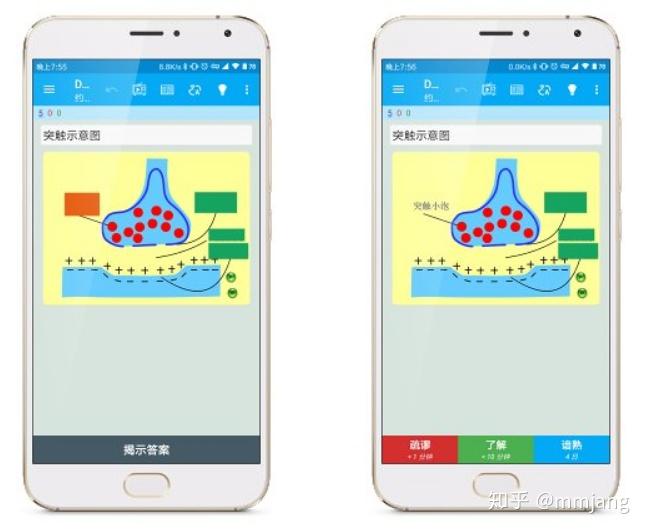 晚上7:55
8.8K/s
78
D...
约...
5 0 0
突触示意图
揭示答案
晚上7:56
0.0K/s
78
D...
约...
5 0 0
突触示意图
突触小泡
疏谬
<1 分钟
了解
<10 分钟
谙熟
4 日
知乎 @mmjang